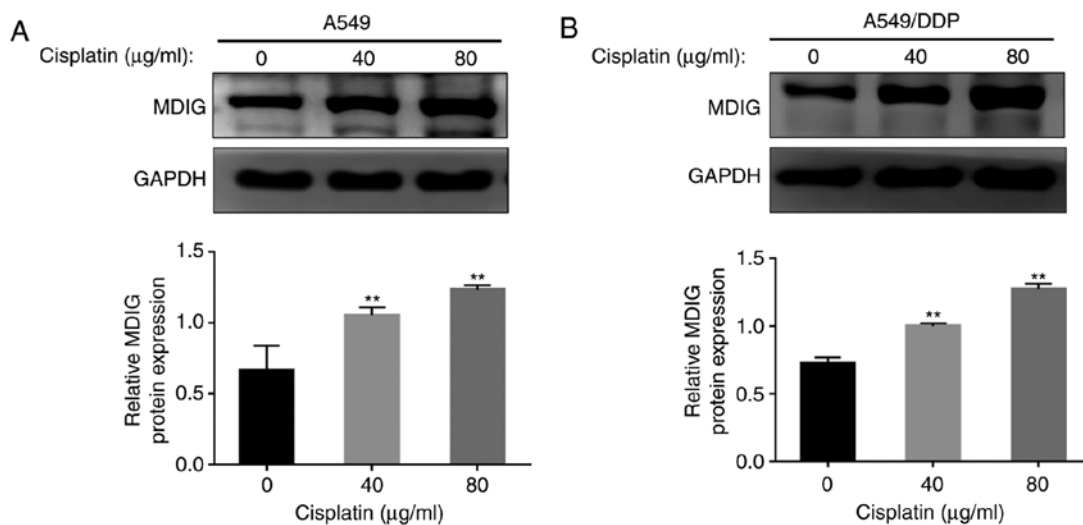 A
A549
Cisplatin (μg/ml): 0 40 80
MDIG
GAPDH
Relative MDIG
protein expression
1.5
1.0
0.5
0.0
**
**
0 40 80
Cisplatin (μg/ml)
B
A549/DDP
Cisplatin (μg/ml): 0 40 80
MDIG
GAPDH
Relative MDIG
protein expression
1.5
1.0
0.5
0.0
**
**
0 40 80
Cisplatin (μg/ml)